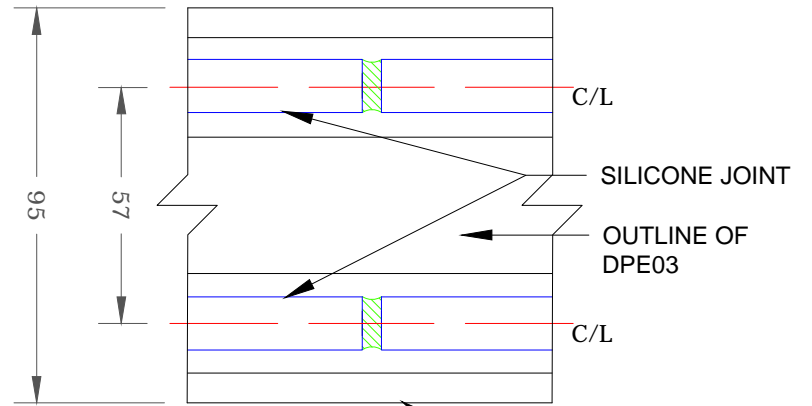 C/L
95
57
SILICONE JOINT
OUTLINE OF
DPE03
C/L